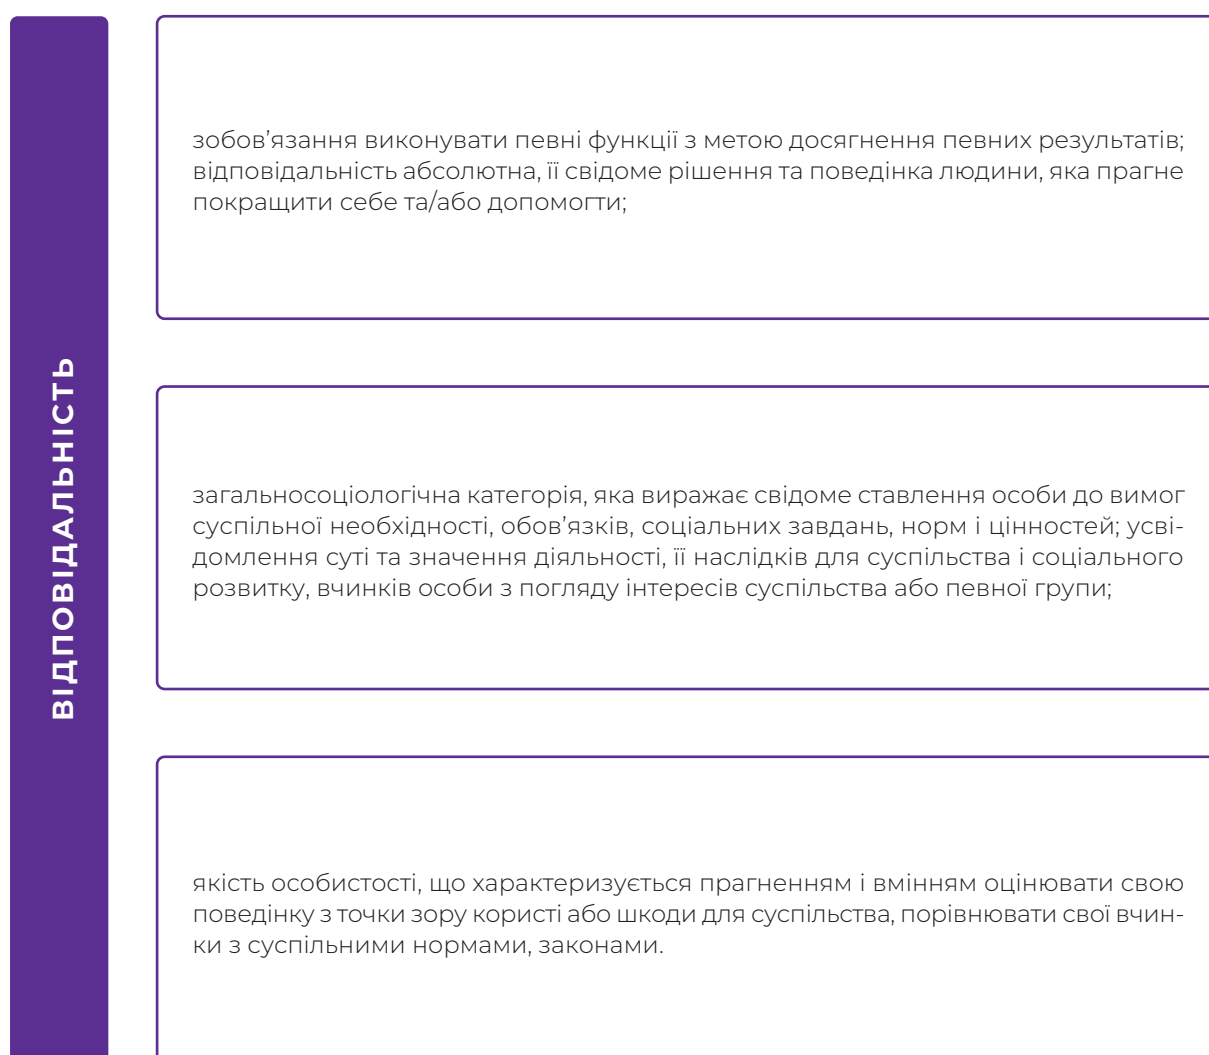 ВІДПОВІДАЛЬНІСТЬ
зобов’язання виконувати певні функції з метою досягнення певних результатів;
відповідальність абсолютна, її свідоме рішення та поведінка людини, яка прагне
покращити себе та/або допомогти;
загальносоціологічна категорія, яка виражає свідоме ставлення особи до вимог
суспільної необхідності, обов’язків, соціальних завдань, норм і цінностей; усві-
домлення суті та значення діяльності, її наслідків для суспільства і соціального
розвитку, вчинків особи з погляду інтересів суспільства або певної групи;
якість особистості, що характеризується прагненням і вмінням оцінювати свою
поведінку з точки зору користі або шкоди для суспільства, порівнювати свої вчин-
ки з суспільними нормами, законами.